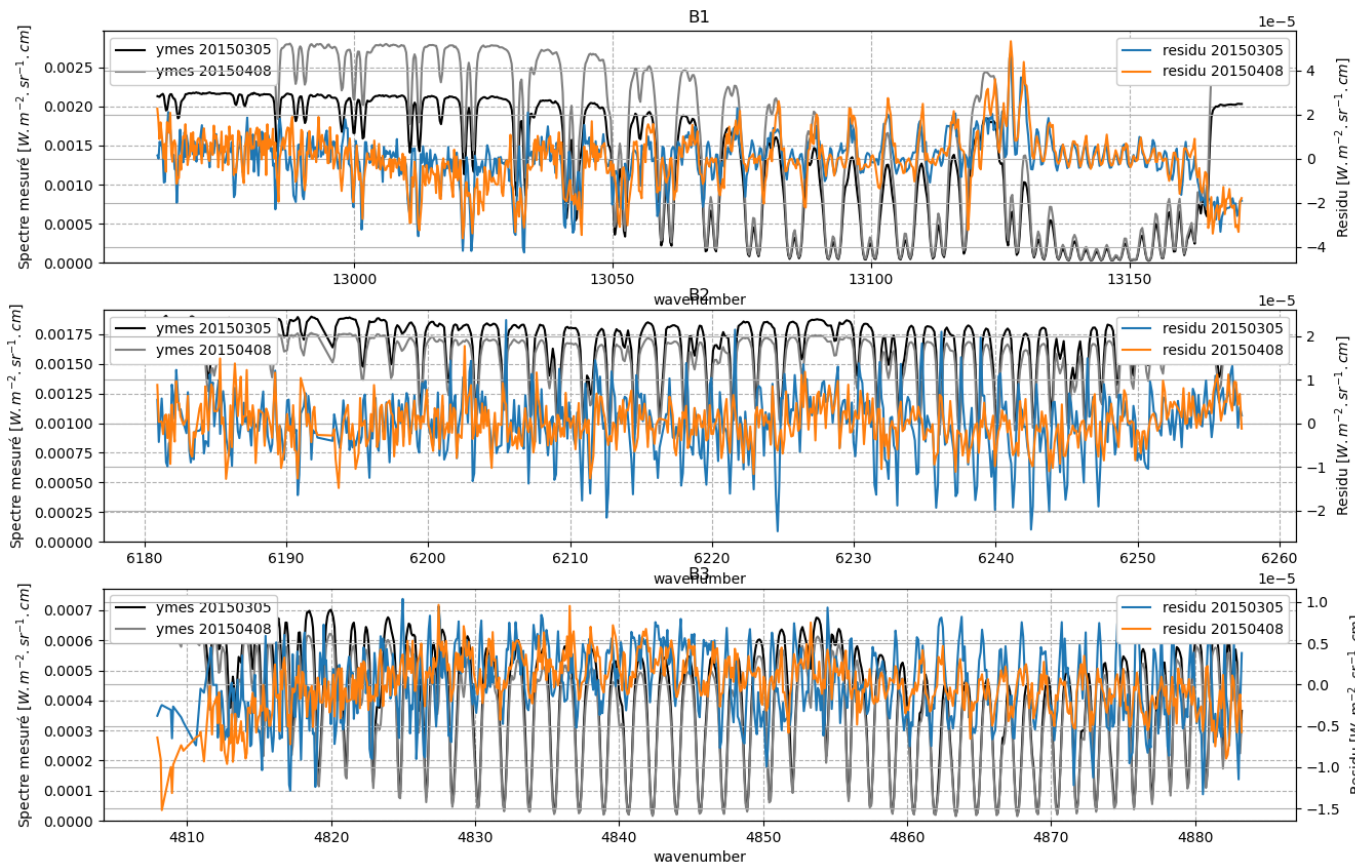 B1
1e−5
ymes 20150305
ymes 20150408
residu 20150305
residu 20150408
Spectre mesuré [W.m⁻².sr⁻¹.cm]
0.0025
0.0020
0.0015
0.0010
0.0005
0.0000
4
2
0
−2
−4
Residu [W.m⁻².sr⁻¹.cm]
13000
13050
13100
13150
wavenumber
B2
1e−5
ymes 20150305
ymes 20150408
residu 20150305
residu 20150408
Spectre mesuré [W.m⁻².sr⁻¹.cm]
0.00175
0.00150
0.00125
0.00100
0.00075
0.00050
0.00025
0.00000
2
1
0
−1
−2
Residu [W.m⁻².sr⁻¹.cm]
6180
6190
6200
6210
6220
6230
6240
6250
6260
wavenumber
B3
1e−5
ymes 20150305
ymes 20150408
residu 20150305
residu 20150408
Spectre mesuré [W.m⁻².sr⁻¹.cm]
0.0007
0.0006
0.0005
0.0004
0.0003
0.0002
0.0001
0.0000
1.0
0.5
0.0
−0.5
−1.0
−1.5
Residu [W.m⁻².sr⁻¹.cm]
4810
4820
4830
4840
4850
4860
4870
4880
wavenumber